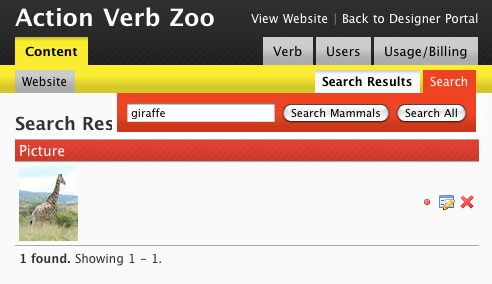 Action Verb Zoo
View Website | Back to Designer Portal
Content
Verb
Users
Usage/Billing
Website
Search Results
Search
giraffe
Search Mammals
Search All
Search Res
Picture
1 found. Showing 1 - 1.